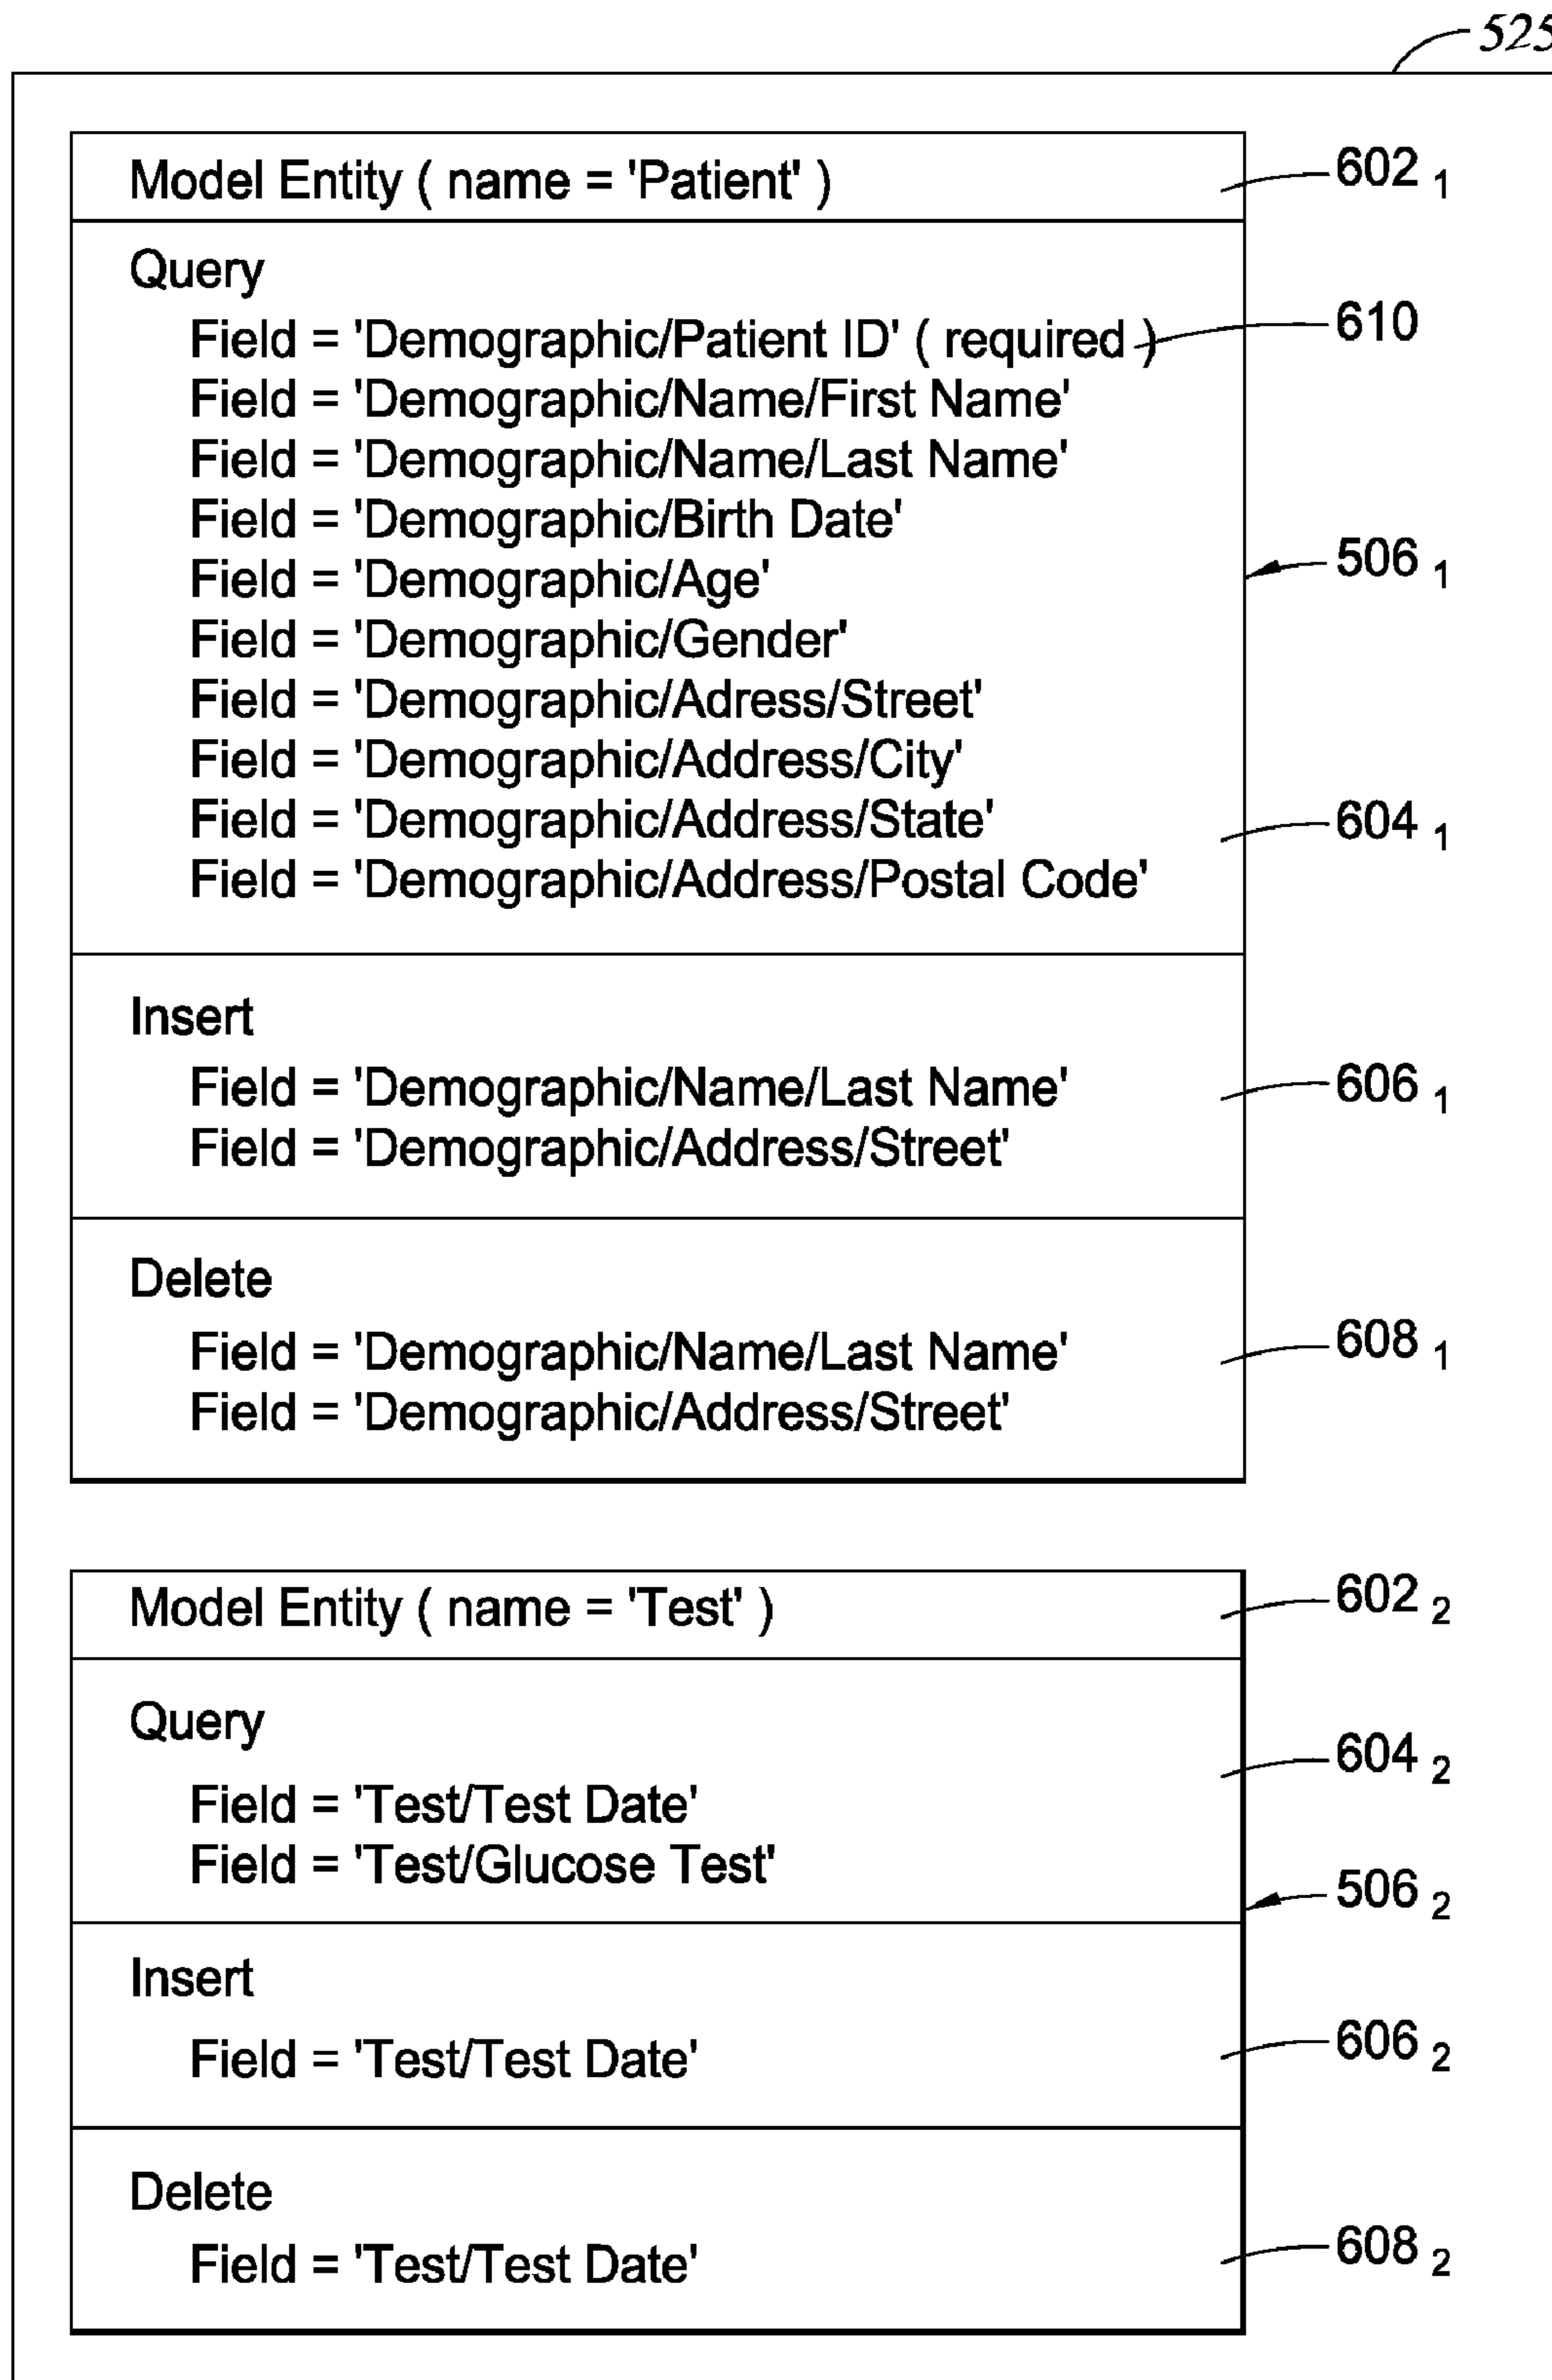 525
Model Entity ( name = 'Patient' ) 602 1
Query
Field = 'Demographic/Patient ID' ( required ) 610
Field = 'Demographic/Name/First Name'
Field = 'Demographic/Name/Last Name'
Field = 'Demographic/Birth Date'
Field = 'Demographic/Age' 506 1
Field = 'Demographic/Gender'
Field = 'Demographic/Adress/Street'
Field = 'Demographic/Address/City'
Field = 'Demographic/Address/State' 604 1
Field = 'Demographic/Address/Postal Code'
Insert
Field = 'Demographic/Name/Last Name' 606 1
Field = 'Demographic/Address/Street'
Delete
Field = 'Demographic/Name/Last Name' 608 1
Field = 'Demographic/Address/Street'
Model Entity ( name = 'Test' ) 602 2
Query
604 2
Field = 'Test/Test Date'
Field = 'Test/Glucose Test'
506 2
Insert
Field = 'Test/Test Date' 606 2
Delete
Field = 'Test/Test Date' 608 2